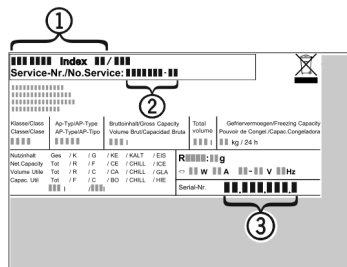 1
Index /
Service-Nr./No.Service: -
2
Klasse/Class
Classe/Clase
Ap-Typ/AP-Type
AP-Type/AP-Tipo
Bruttoinhalt/Gross Capacity
Volume Brut/Capacidad Bruta
l
Total
volume
l
Gefriervermoegen/Freezing Capacity
Pouvoir de Congel./Capac.Congeladora
kg / 24 h
Nutzinhalt Ges / K / G / KE / KALT / EIS
Net.Capacity Tot / R / F / CE / CHILL / ICE
Volume Utile Tot / R / C / CA / CHILL / GLA
Capac. Util Tot / F / C / BO / CHILL / HIE
l / l
R : g
W A - V Hz
Serial-Nr.
3